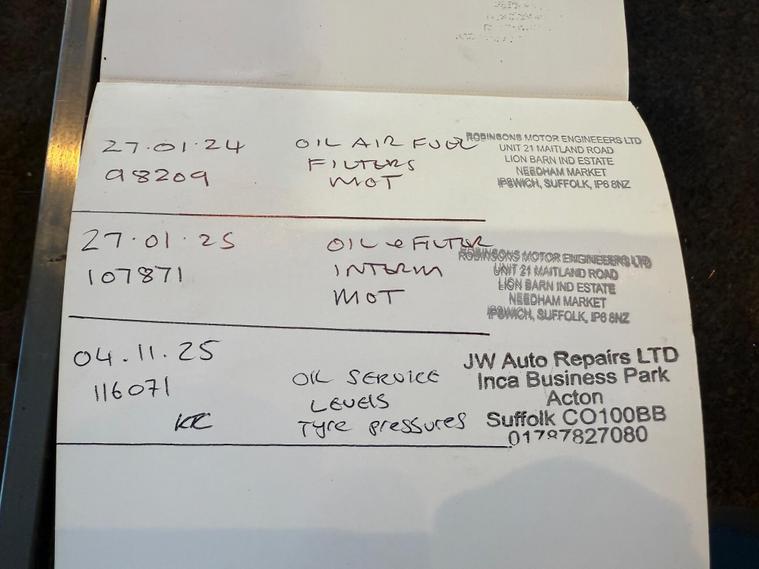 27.01.24 OIL AIR FUEL ROBINSONS MOTOR ENGINEEERS LTD
98209 FILTERS UNIT 21 MAITLAND ROAD
MOT LION BARN IND ESTATE
NEEDHAM MARKET
IPSWICH, SUFFOLK, IP6 8NZ
27.01.25 OIL & FILTER ROBINSONS MOTOR ENGINEEERS LTD
107871 INTERIM UNIT 21 MAITLAND ROAD
MOT LION BARN IND ESTATE
NEEDHAM MARKET
IPSWICH, SUFFOLK, IP6 8NZ
04.11.25 JW Auto Repairs LTD
116071 OIL SERVICE Inca Business Park
LEVELS Acton
Tyre pressures Suffolk CO100BB
01787827080